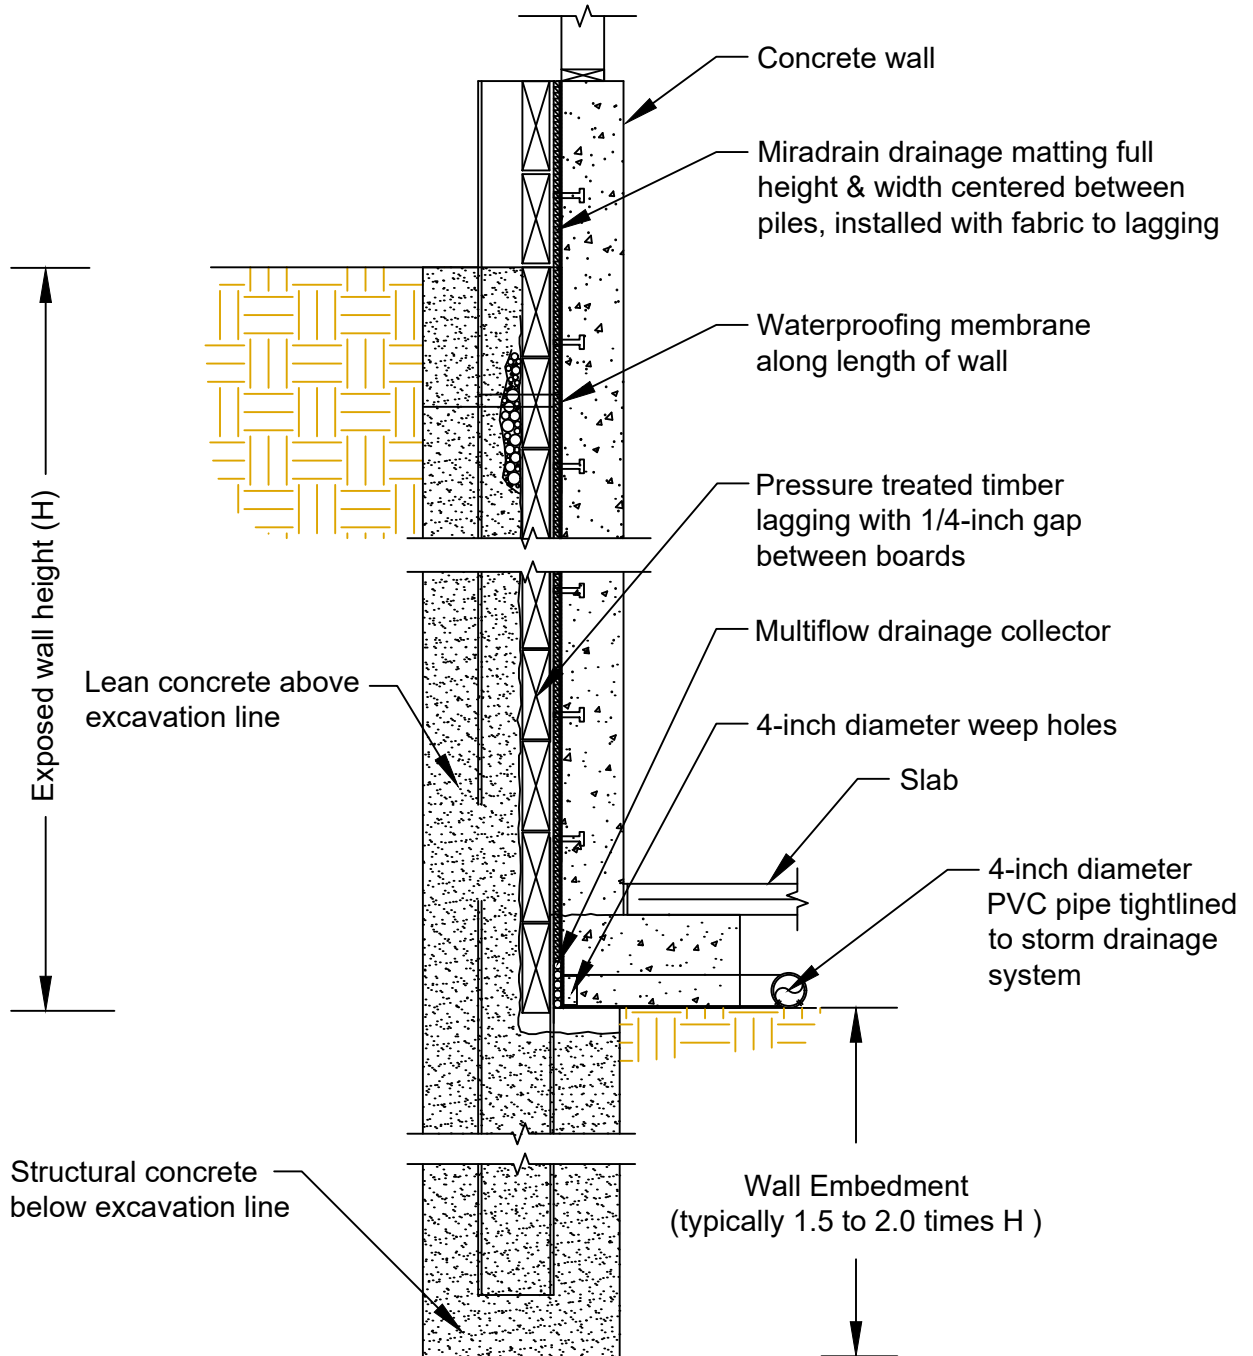 Concrete wall
Miradrain drainage matting full
height & width centered between
piles, installed with fabric to lagging
Waterproofing membrane
along length of wall
Exposed wall height (H)
Pressure treated timber
lagging with 1/4-inch gap
between boards
Multiflow drainage collector
Lean concrete above
excavation line
4-inch diameter weep holes
Slab
4-inch diameter
PVC pipe tightlined
to storm drainage
system
Structural concrete
below excavation line
Wall Embedment
(typically 1.5 to 2.0 times H )